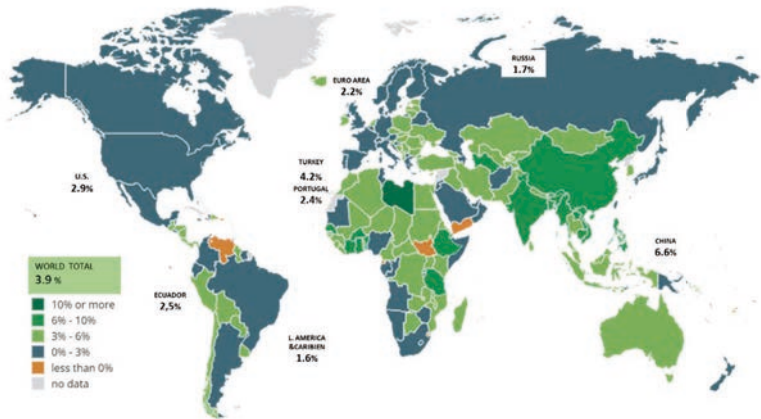 RUSSIA
1.7%
EURO AREA
2.2%
U.S.
2.9%
TURKEY
4.2%
PORTUGAL
2.4%
CHINA
6.6%
WORLD TOTAL
3.9 %
10% or more
6% - 10%
3% - 6%
0% - 3%
less than 0%
no data
ECUADOR
2,5%
L. AMERICA
&CARIBIEN
1.6%